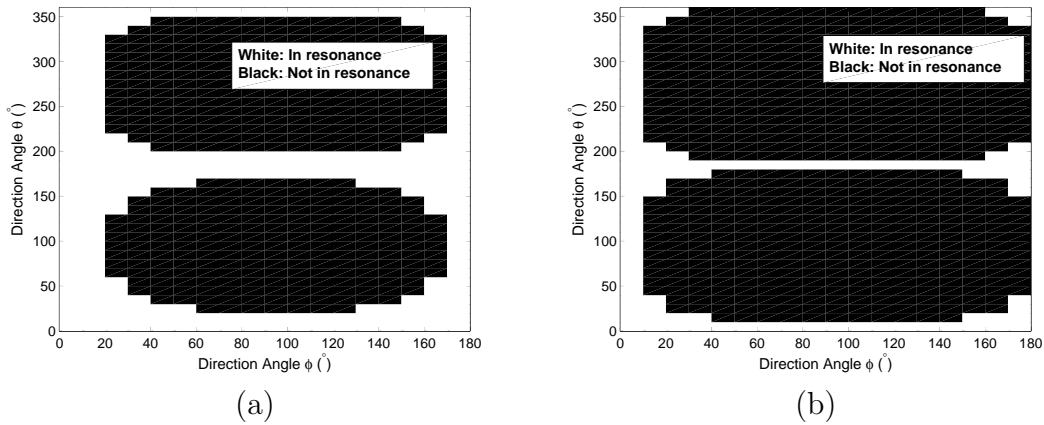 350
300
250
200
150
100
50
0
Direction Angle θ (°)
White: In resonance
Black: Not in resonance
0 20 40 60 80 100 120 140 160 180
Direction Angle ϕ (°)
(a)
350
300
250
200
150
100
50
0
Direction Angle θ (°)
White: In resonance
Black: Not in resonance
0 20 40 60 80 100 120 140 160 180
Direction Angle ϕ (°)
(b)